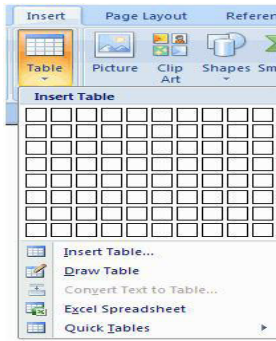 Insert Page Layout Referen
Table Picture Clip Art Shapes Sm
Insert Table
Insert Table...
Draw Table
Convert Text to Table...
Excel Spreadsheet
Quick Tables